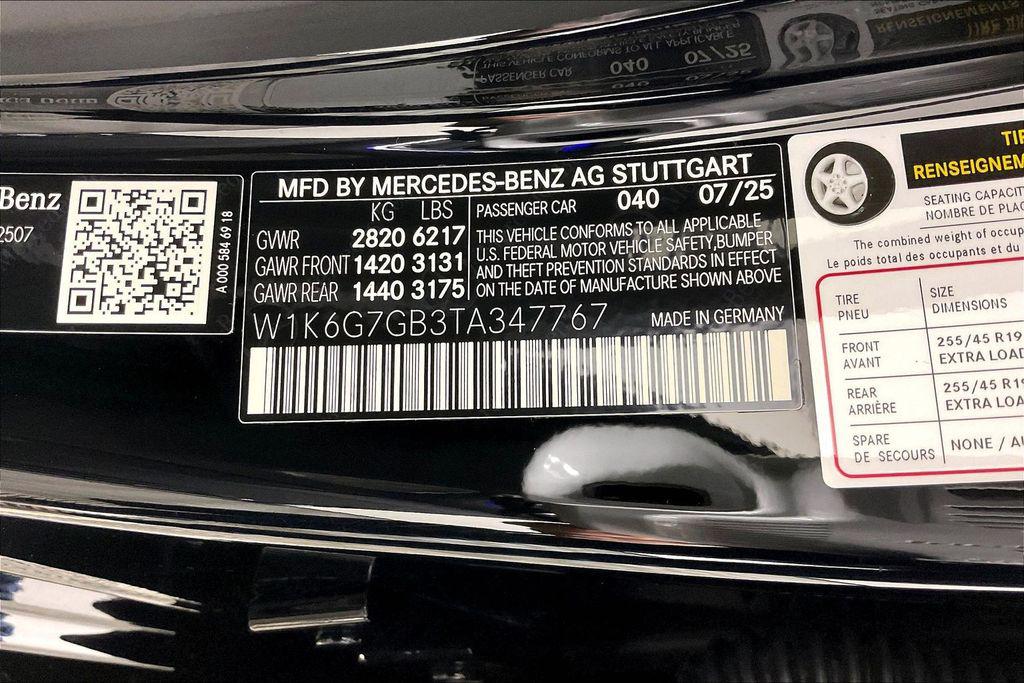 Benz
2507
A 000 584 69 18
MFD BY MERCEDES-BENZ AG STUTTGART
KG LBS
GVWR 2820 6217
GAWR FRONT 1420 3131
GAWR REAR 1440 3175
PASSENGER CAR 040 07/25
THIS VEHICLE CONFORMS TO ALL APPLICABLE
U.S. FEDERAL MOTOR VEHICLE SAFETY, BUMPER
AND THEFT PREVENTION STANDARDS IN EFFECT
ON THE DATE OF MANUFACTURE SHOWN ABOVE
W1K6G7GB3TA347767
MADE IN GERMANY
TIR
RENSEIGNEM
SEATING CAPACIT
NOMBRE DE PLAC
The combined weight of occup
Le poids total des occupants et du
TIRE
PNEU
SIZE
DIMENSIONS
FRONT
AVANT
255/45 R19
EXTRA LOAD
REAR
ARRIÈRE
255/45 R19
EXTRA LOA
SPARE
DE SECOURS
NONE / AU